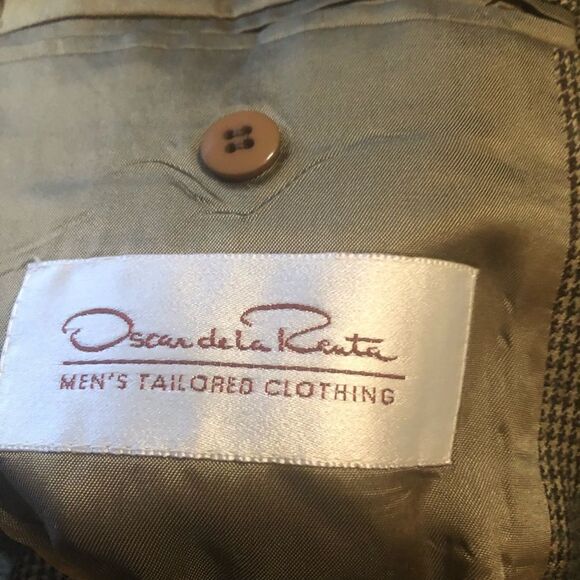 Oscar de la Renta
MEN'S TAILORED CLOTHING